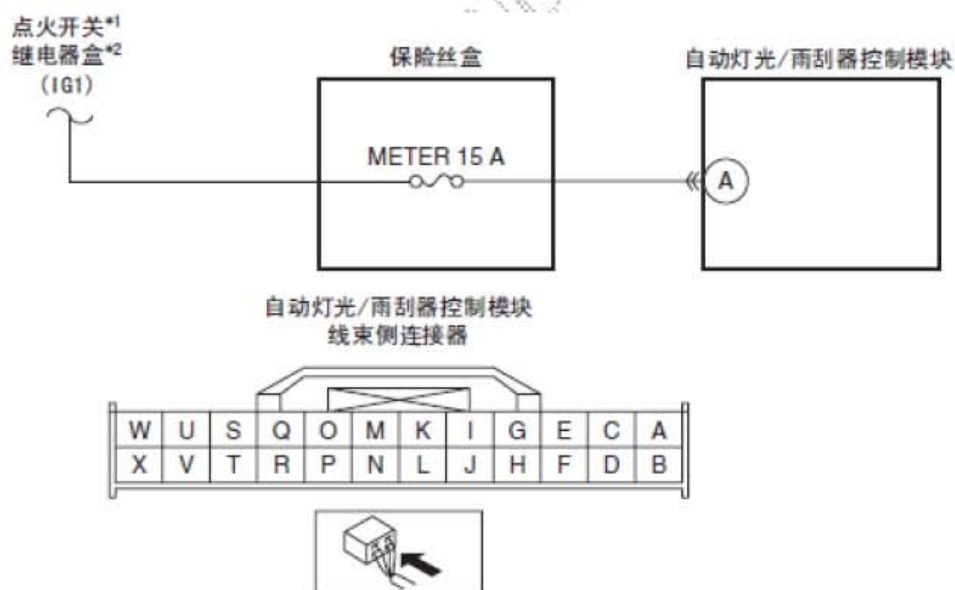 点火开关*1
继电器盒*2
(IG1)
保险丝盒
自动灯光/雨刮器控制模块
METER 15 A
A
自动灯光/雨刮器控制模块
线束侧连接器
W U S Q O M K I G E C A
X V T R P N L J H F D B